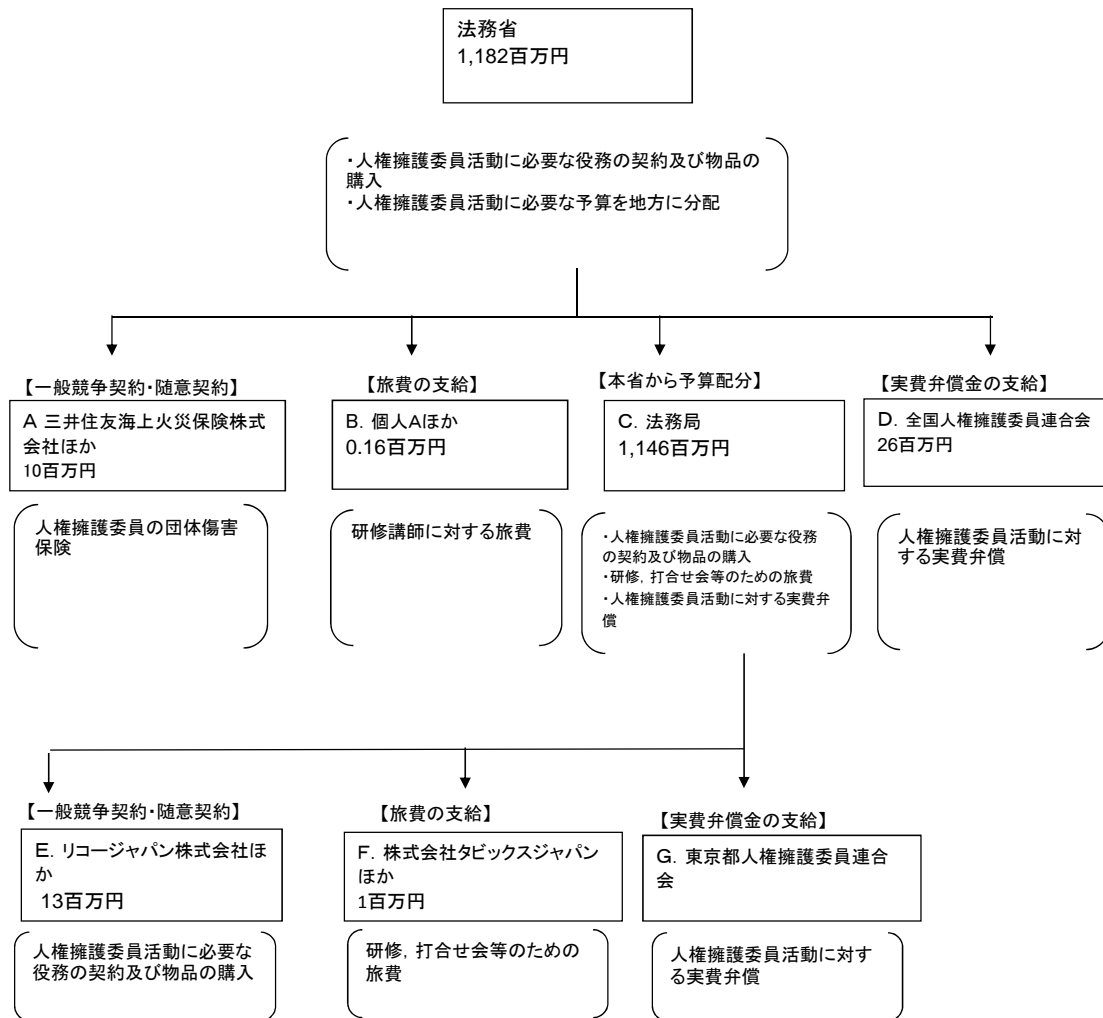 法務省
1,182百万円
・人権擁護委員活動に必要な役務の契約及び物品の
購入
・人権擁護委員活動に必要な予算を地方に分配
【一般競争契約・随意契約】
A 三井住友海上火災保険株式
会社ほか
10百万円
人権擁護委員の団体傷害
保険
【旅費の支給】
B. 個人Aほか
0.16百万円
研修講師に対する旅費
【本省から予算配分】
C. 法務局
1,146百万円
・人権擁護委員活動に必要な役務
の契約及び物品の購入
・研修, 打合せ会等のための旅費
・人権擁護委員活動に対する実費弁
償
【実費弁償金の支給】
D. 全国人権擁護委員連合会
26百万円
人権擁護委員活動に対
する実費弁償
【一般競争契約・随意契約】
E. リコージャパン株式会社ほ
か
13百万円
人権擁護委員活動に必要な
役務の契約及び物品の購入
【旅費の支給】
F. 株式会社タビックスジャパン
ほか
1百万円
研修, 打合せ会等のための
旅費
【実費弁償金の支給】
G. 東京都人権擁護委員連合
会
人権擁護委員活動に対す
る実費弁償